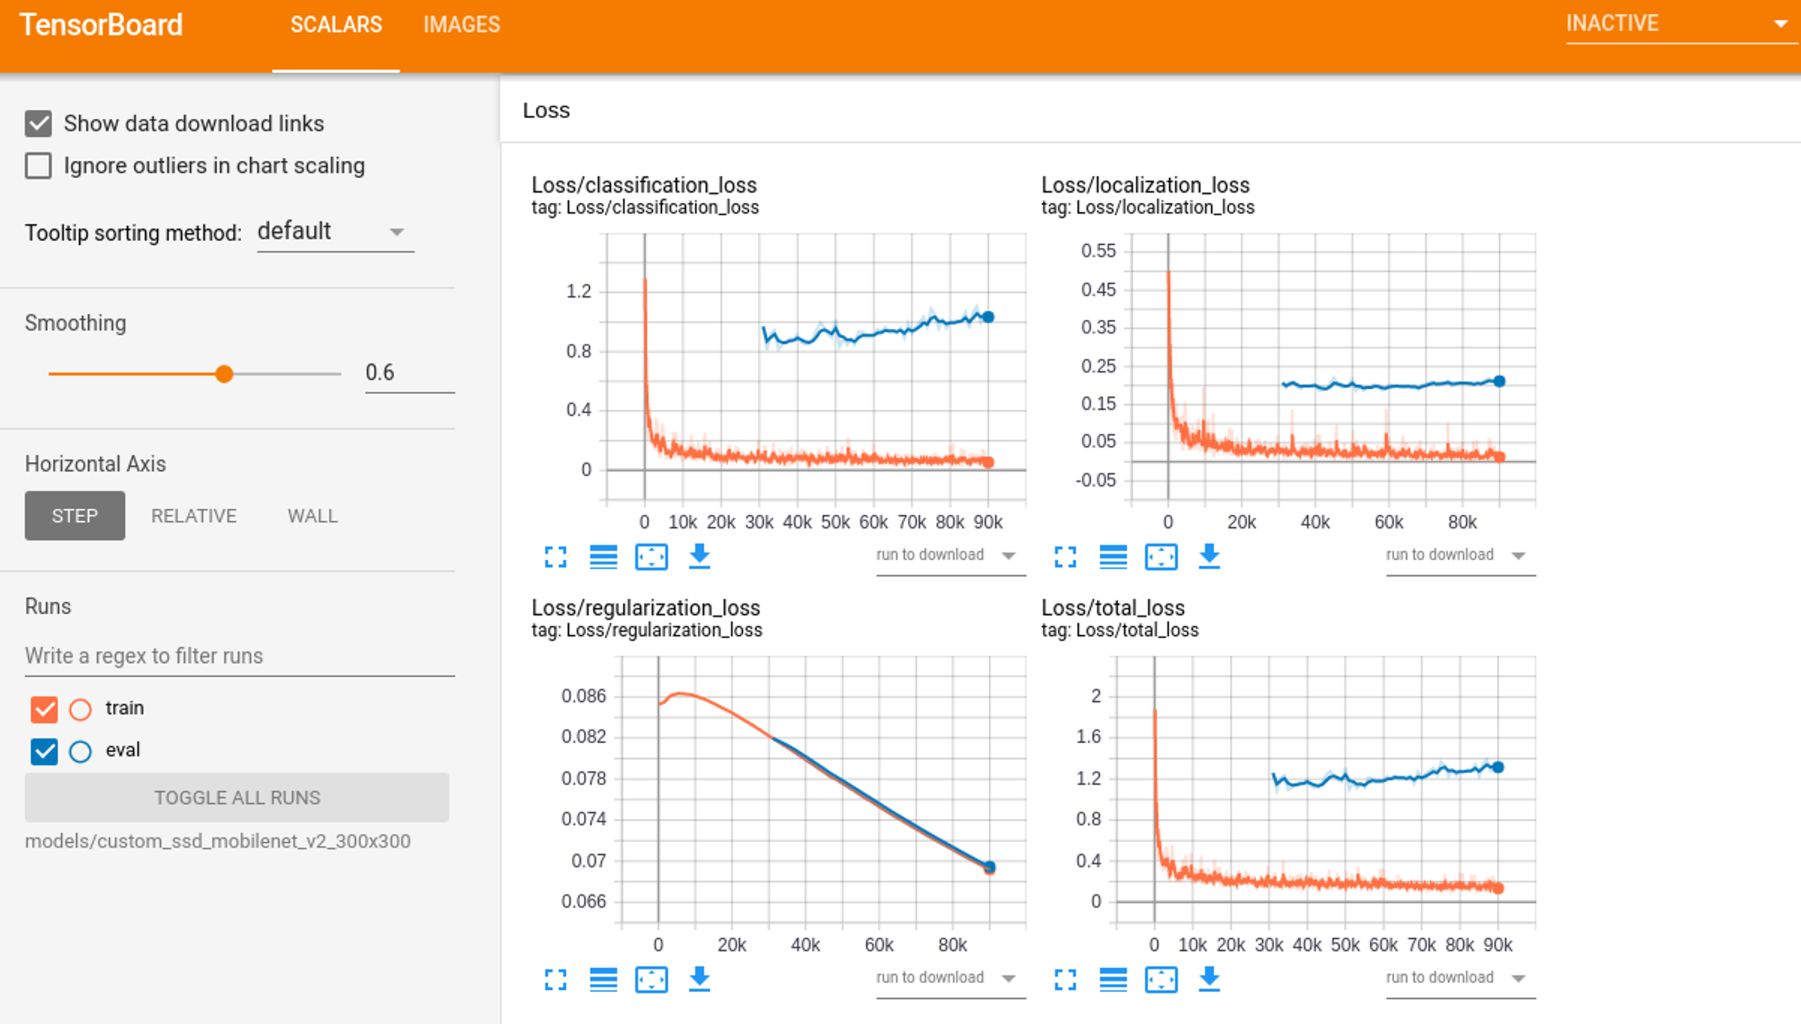 TensorBoard
SCALARS
IMAGES
INACTIVE
Show data download links
Ignore outliers in chart scaling
Tooltip sorting method:
default
Smoothing
0.6
Horizontal Axis
STEP
RELATIVE
WALL
Runs
Write a regex to filter runs
train
eval
TOGGLE ALL RUNS
models/custom_ssd_mobilenet_v2_300x300
Loss
Loss/classification_loss
tag: Loss/classification_loss
1.2
0.8
0.4
0
0 10k 20k 30k 40k 50k 60k 70k 80k 90k
run to download
Loss/localization_loss
tag: Loss/localization_loss
0.55
0.45
0.35
0.25
0.15
0.05
-0.05
0 20k 40k 60k 80k
run to download
Loss/regularization_loss
tag: Loss/regularization_loss
0.086
0.082
0.078
0.074
0.07
0.066
0 20k 40k 60k 80k
run to download
Loss/total_loss
tag: Loss/total_loss
2
1.6
1.2
0.8
0.4
0
0 10k 20k 30k 40k 50k 60k 70k 80k 90k
run to download